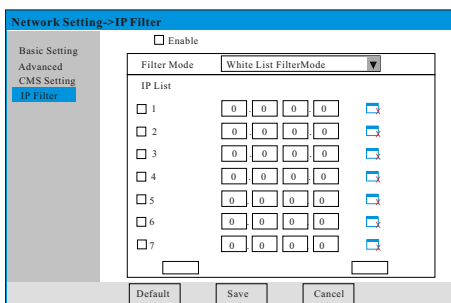 Network Setting->IP Filter
Basic Setting
Advanced
CMS Setting
IP Filter
Enable
Filter Mode White List FilterMode
IP List
1 0 . 0 . 0 . 0
2 0 . 0 . 0 . 0
3 0 . 0 . 0 . 0
4 0 . 0 . 0 . 0
5 0 . 0 . 0 . 0
6 0 . 0 . 0 . 0
7 0 . 0 . 0 . 0
Default Save Cancel